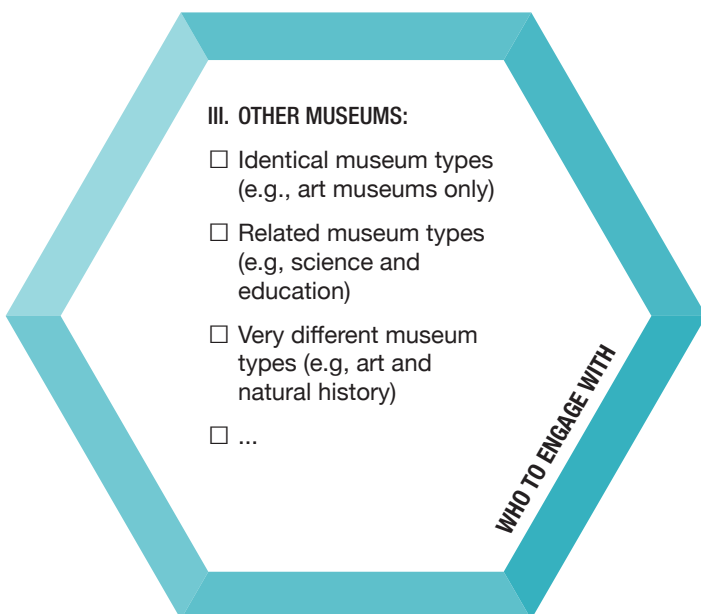 III. OTHER MUSEUMS:
☐ Identical museum types
(e.g., art museums only)
☐ Related museum types
(e.g, science and
education)
☐ Very different museum
types (e.g, art and
natural history)
☐ ...
WHO TO ENGAGE WITH